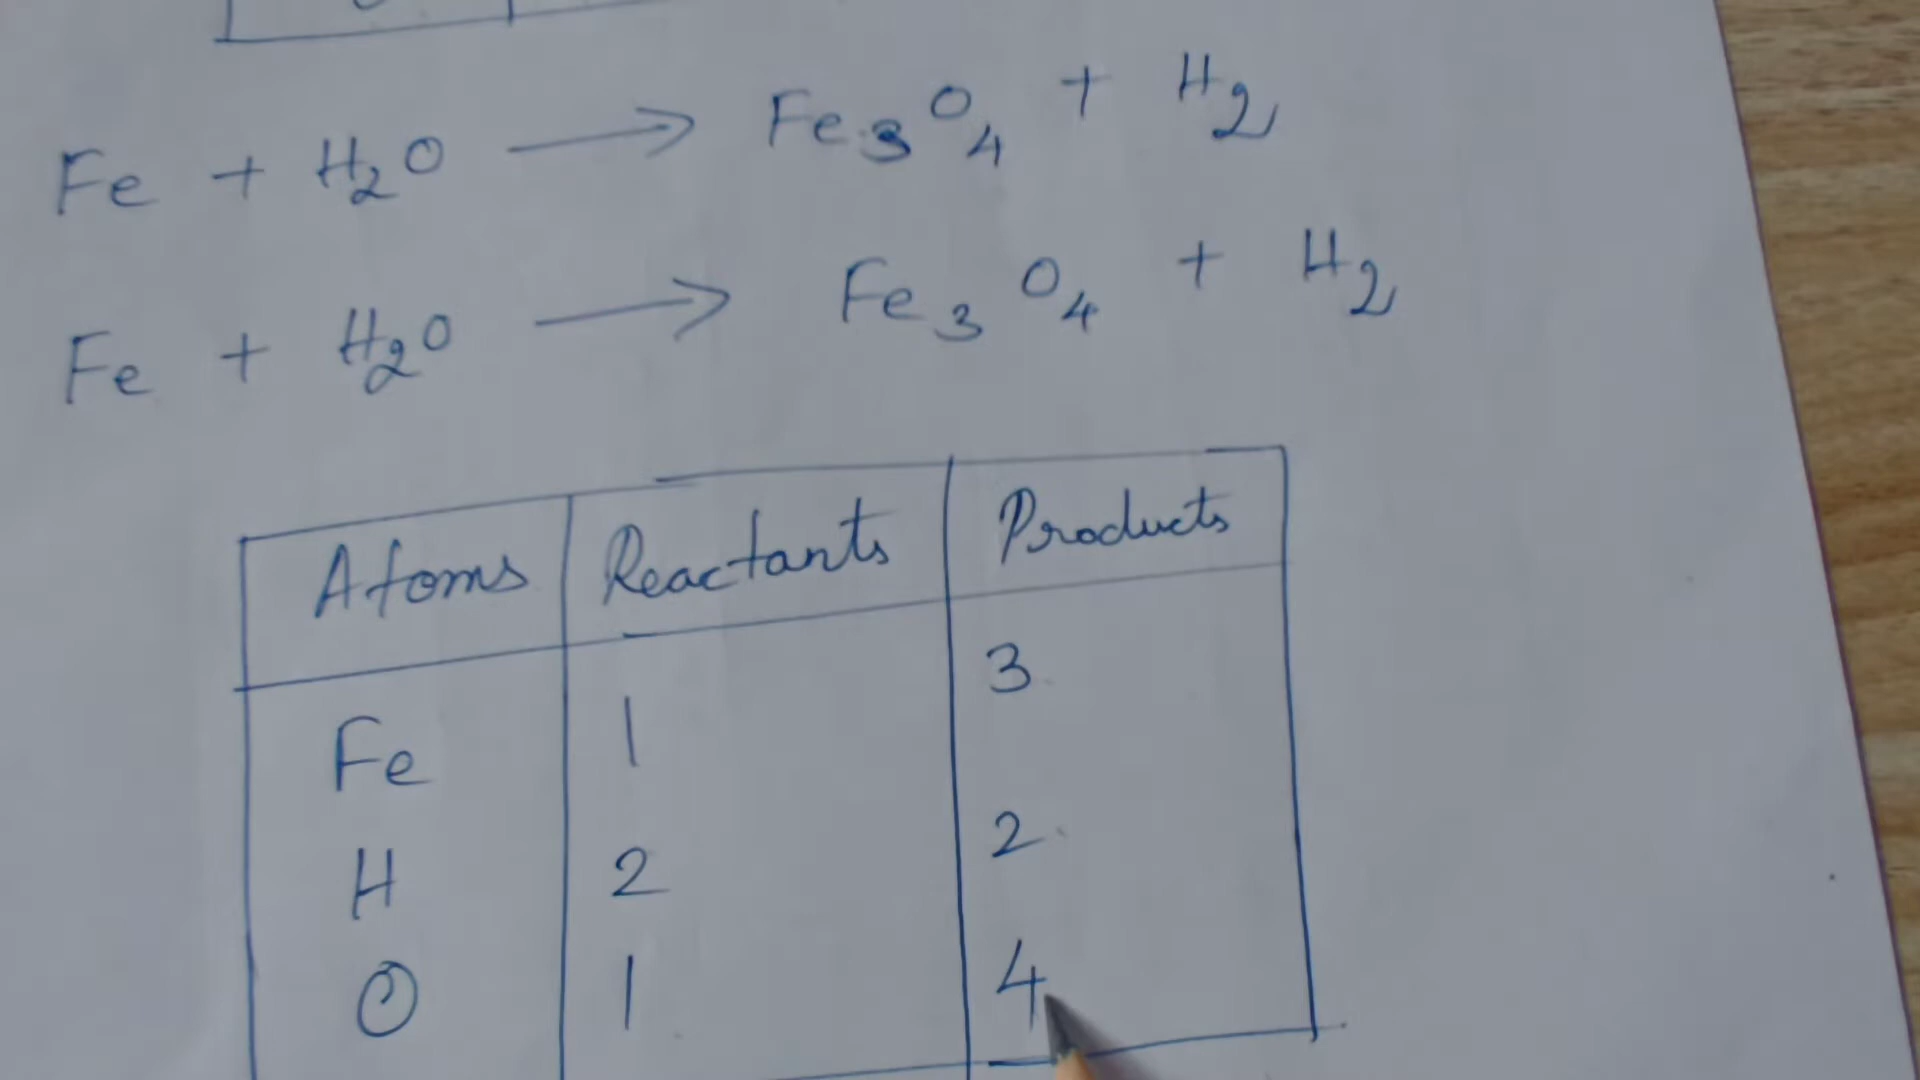 Fe + H₂O → Fe₃O₄ + H₂
Fe + H₂O → Fe₃O₄ + H₂
Atoms Reactants Products
Fe 1 3
H 2 2
O 1 4